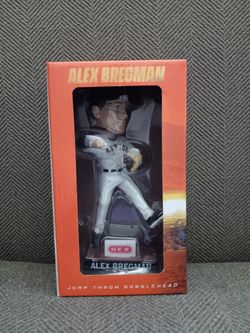 ALEX BREGMAN
H-E-B
ALEX BREGMAN
JUMP THROW BOBBLEHEAD